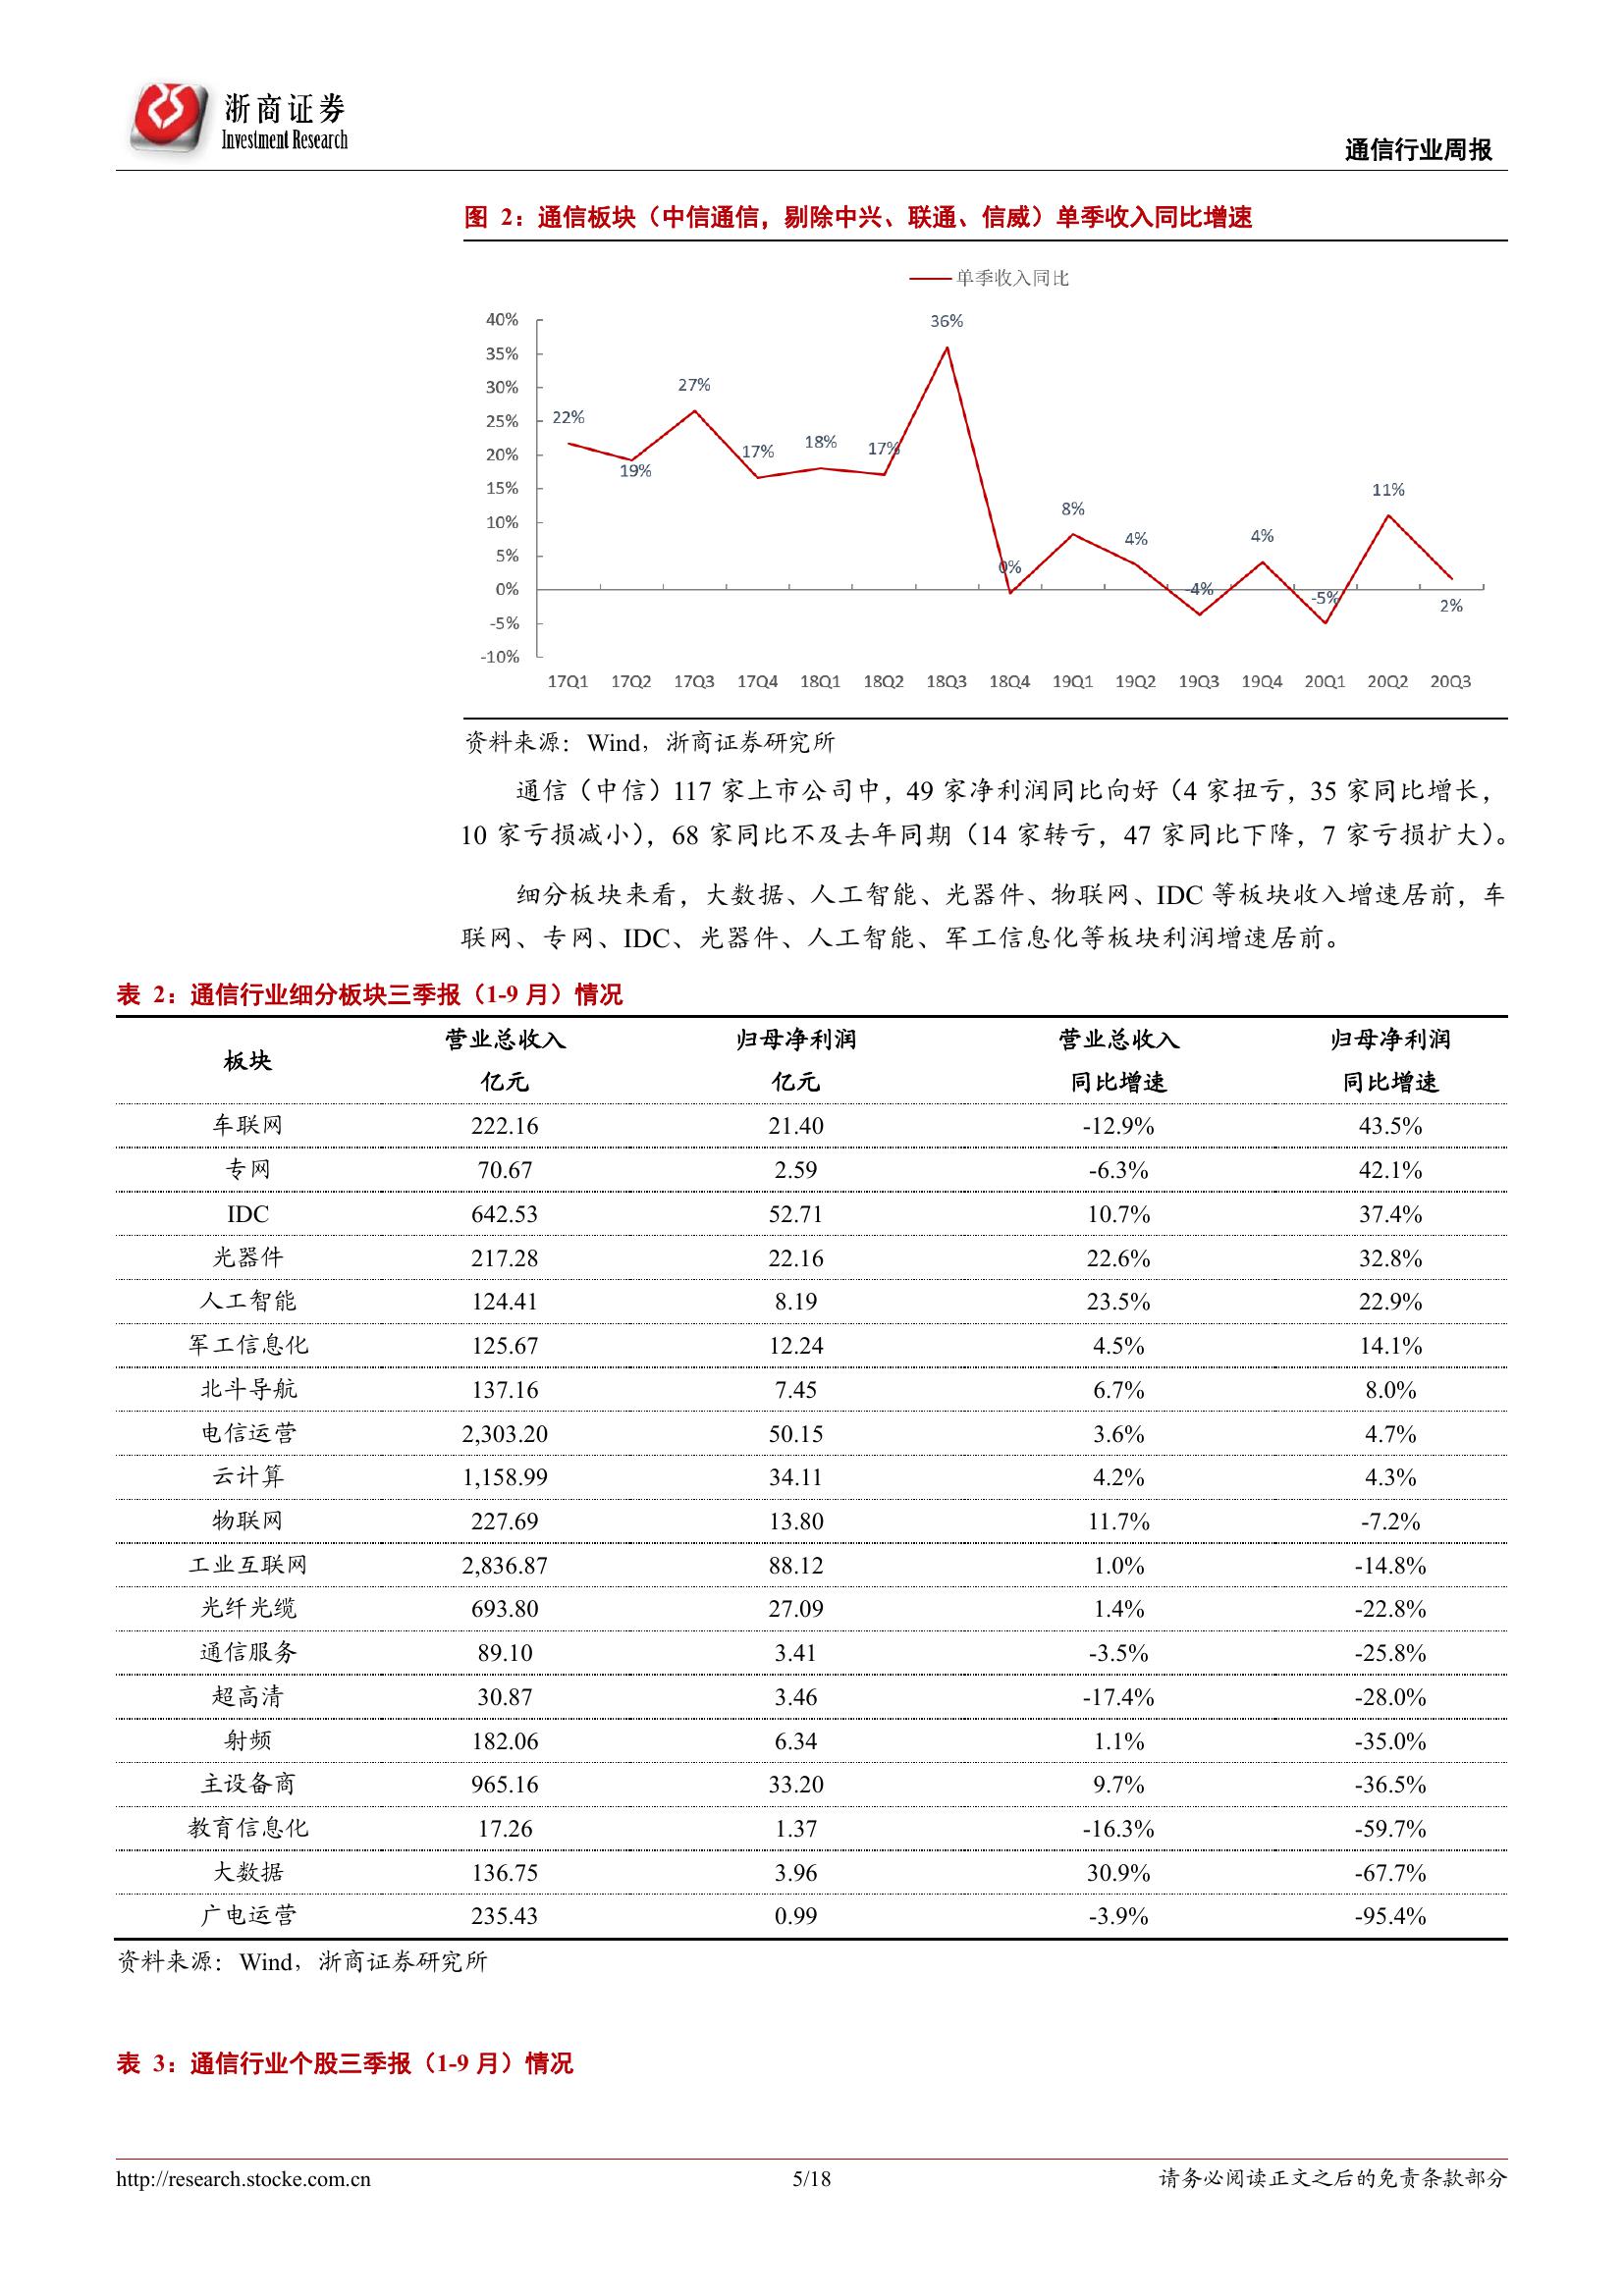 浙商证券
Investment Research
通信行业周报
图 2：通信板块（中信通信，剔除中兴、联通、信威）单季收入同比增速
单季收入同比
40%
35%
30%
25%
20%
15%
10%
5%
0%
-5%
-10%
22%
19%
27%
17%
18%
17%
36%
0%
8%
4%
-4%
4%
-5%
11%
2%
17Q1 17Q2 17Q3 17Q4 18Q1 18Q2 18Q3 18Q4 19Q1 19Q2 19Q3 19Q4 20Q1 20Q2 20Q3
资料来源：Wind，浙商证券研究所
通信（中信）117 家上市公司中，49 家净利润同比向好（4 家扭亏，35 家同比增长，
10 家亏损减小），68 家同比不及去年同期（14 家转亏，47 家同比下降，7 家亏损扩大）。
细分板块来看，大数据、人工智能、光器件、物联网、IDC 等板块收入增速居前，车
联网、专网、IDC、光器件、人工智能、军工信息化等板块利润增速居前。
表 2：通信行业细分板块三季报（1-9 月）情况
板块 营业总收入 归母净利润 营业总收入 归母净利润
亿元 亿元 同比增速 同比增速
车联网 222.16 21.40 -12.9% 43.5%
专网 70.67 2.59 -6.3% 42.1%
IDC 642.53 52.71 10.7% 37.4%
光器件 217.28 22.16 22.6% 32.8%
人工智能 124.41 8.19 23.5% 22.9%
军工信息化 125.67 12.24 4.5% 14.1%
北斗导航 137.16 7.45 6.7% 8.0%
电信运营 2,303.20 50.15 3.6% 4.7%
云计算 1,158.99 34.11 4.2% 4.3%
物联网 227.69 13.80 11.7% -7.2%
工业互联网 2,836.87 88.12 1.0% -14.8%
光纤光缆 693.80 27.09 1.4% -22.8%
通信服务 89.10 3.41 -3.5% -25.8%
超高清 30.87 3.46 -17.4% -28.0%
射频 182.06 6.34 1.1% -35.0%
主设备商 965.16 33.20 9.7% -36.5%
教育信息化 17.26 1.37 -16.3% -59.7%
大数据 136.75 3.96 30.9% -67.7%
广电运营 235.43 0.99 -3.9% -95.4%
资料来源：Wind，浙商证券研究所
表 3：通信行业个股三季报（1-9 月）情况
http://research.stocke.com.cn 5/18 请务必阅读正文之后的免责条款部分